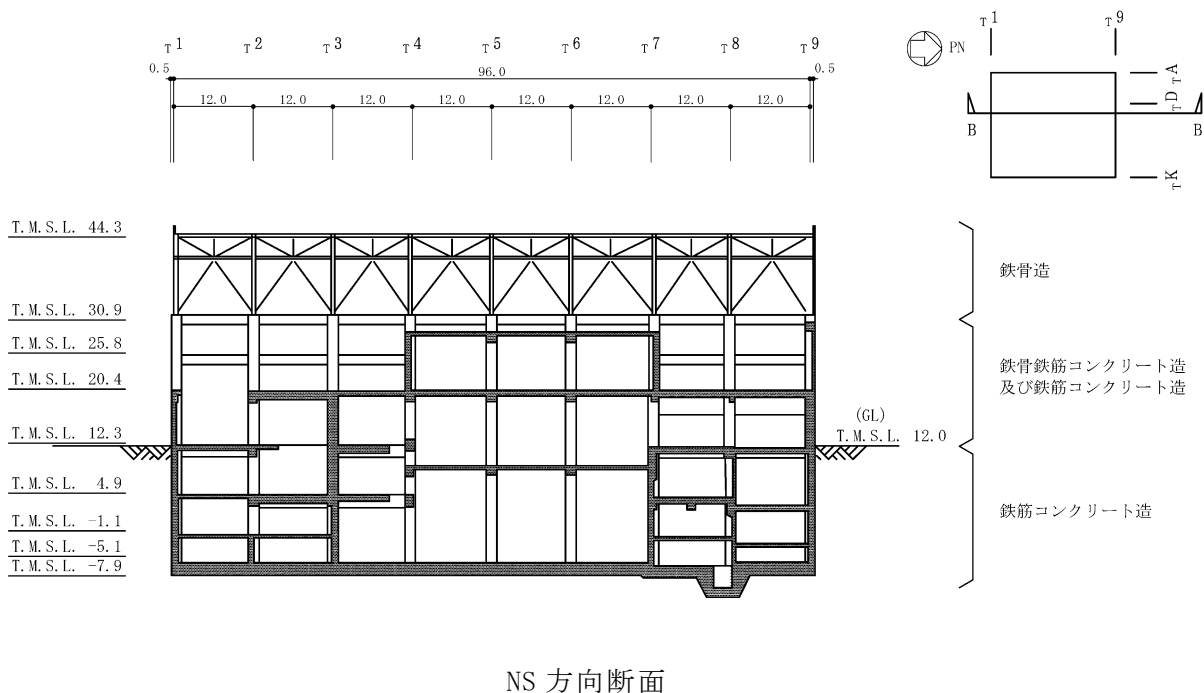 T1 T2 T3 T4 T5 T6 T7 T8 T9
0.5 96.0 0.5
12.0 12.0 12.0 12.0 12.0 12.0 12.0 12.0
PN
T1 T9
TA
TD
B B
TK
T.M.S.L. 44.3
T.M.S.L. 30.9
T.M.S.L. 25.8
T.M.S.L. 20.4
T.M.S.L. 12.3
T.M.S.L. 4.9
T.M.S.L. -1.1
T.M.S.L. -5.1
T.M.S.L. -7.9
(GL)
T.M.S.L. 12.0
鉄骨造
鉄骨鉄筋コンクリート造
及び鉄筋コンクリート造
鉄筋コンクリート造
NS 方向断面